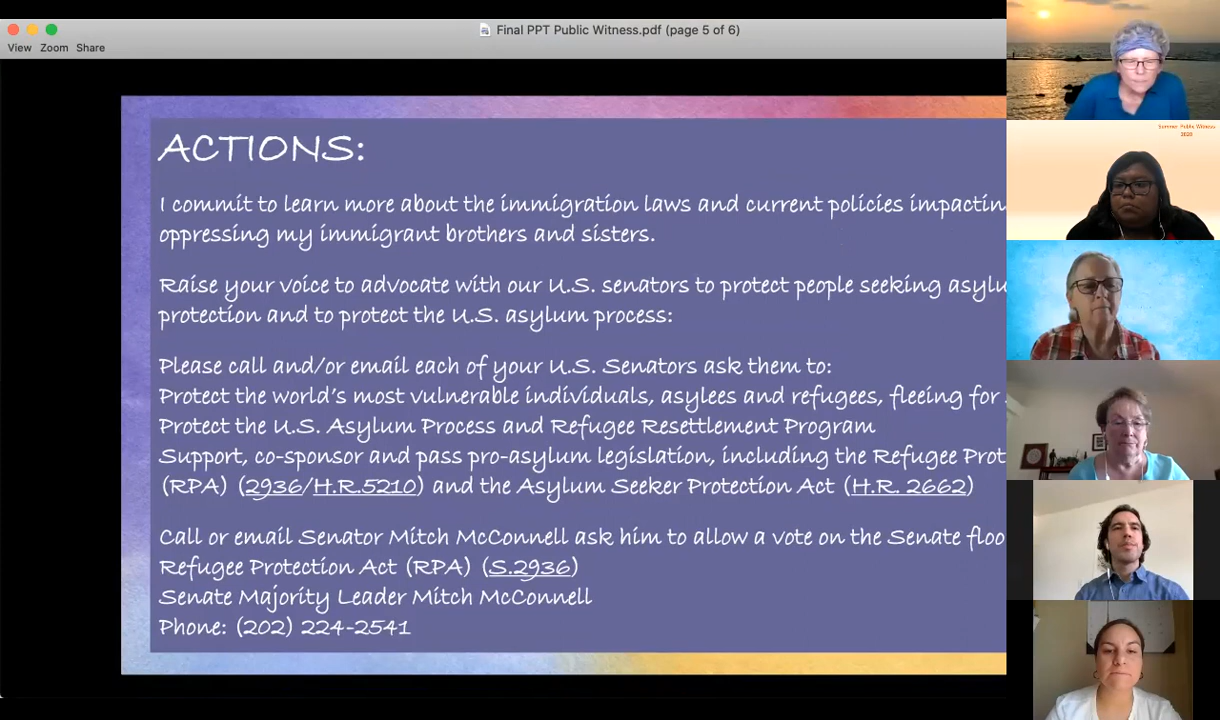 Final PPT Public Witness.pdf (page 5 of 6)
View Zoom Share
Summer Public Witness
2020
ACTIONS:
I commit to learn more about the immigration laws and current policies
oppressing my immigrant brothers and sisters.
Raise your voice to advocate with our U.S. senators to protect people seeking
protection and to protect the U.S. asylum process:
Please call and/or email each of your U.S. Senators ask them to:
Protect the world's most vulnerable individuals, asylees and refugees, fleeing for
Protect the U.S. Asylum Process and Refugee Resettlement Program
Support, co-sponsor and pass pro-asylum legislation, including the Refugee
(RPA) (2936/H.R.5210) and the Asylum Seeker Protection Act (H.R. 2662)
Call or email Senator Mitch McConnell ask him to allow a vote on the Senate
Refugee Protection Act (RPA) (S.2936)
Senate Majority Leader Mitch McConnell
Phone: (202) 224-2541